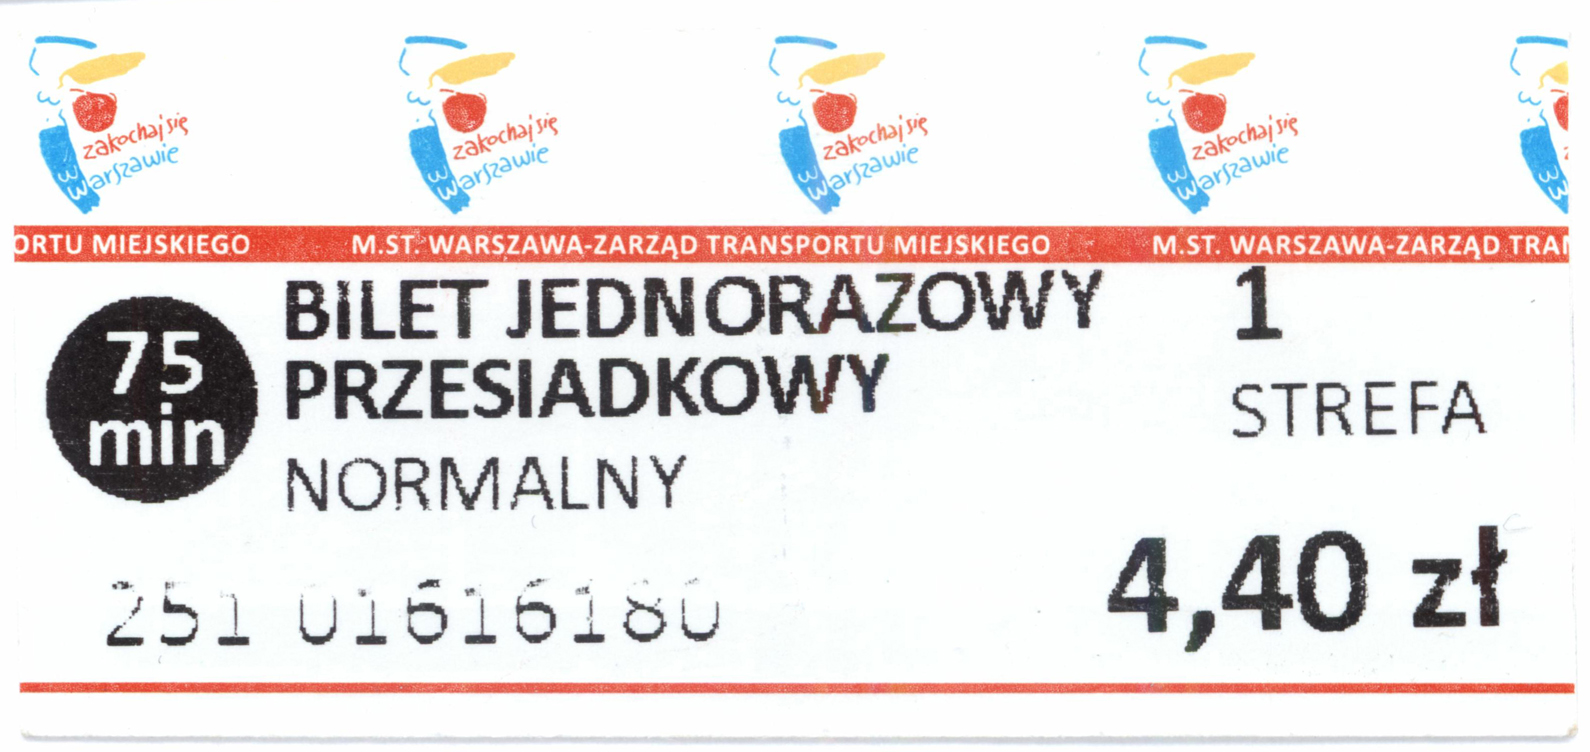 zakochaj się zakochaj się zakochaj się zakochaj się
Warszawie Warszawie Warszawie Warszawie
ORTU MIEJSKIEGO M.ST. WARSZAWA-ZARZĄD TRANSPORTU MIEJSKIEGO M.ST. WARSZAWA-ZARZĄD TRAN
75
min
BILET JEDNORAZOWY
PRZESIADKOWY
NORMALNY
1
STREFA
251 01616180
4,40 zł